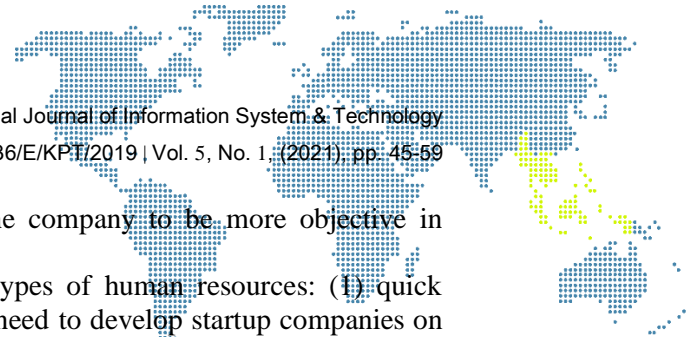 al Journal of Information System & Technology
36/E/KPT/2019 | Vol. 5, No. 1, (2021), pp. 45-59
ne company to be more objective in
ypes of human resources: (1) quick
need to develop startup companies on